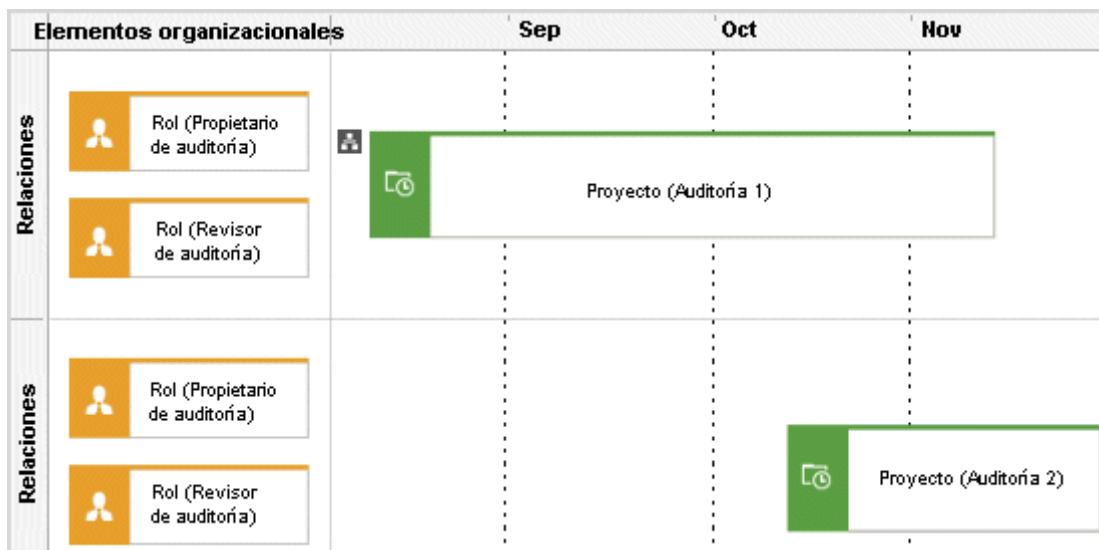 Elementos organizacionales
Sep
Oct
Nov
Relaciones
Rol (Propietario
de auditoría)
Rol (Revisor
de auditoría)
Proyecto (Auditoría 1)
Relaciones
Rol (Propietario
de auditoría)
Rol (Revisor
de auditoría)
Proyecto (Auditoría 2)